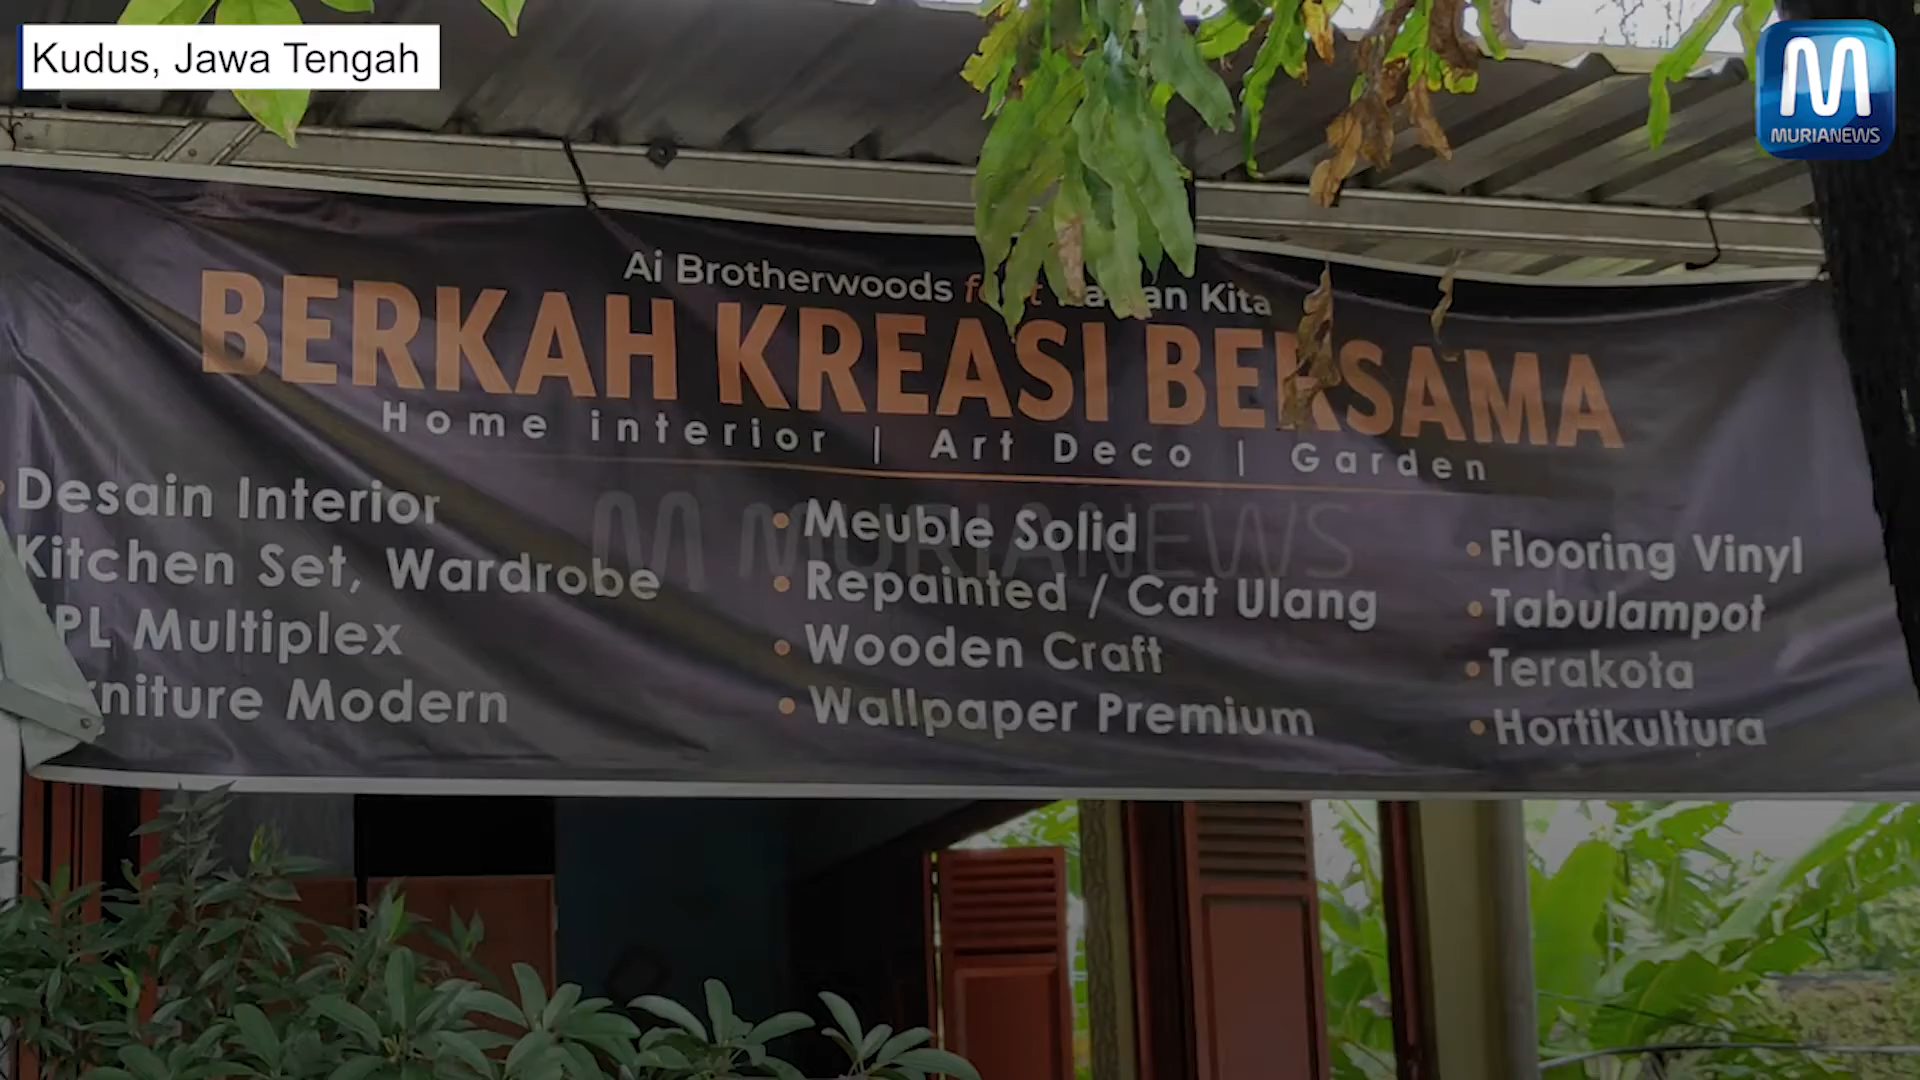 Kudus, Jawa Tengah
M
MURIANEWS
Ai Brotherwoods Kita
BERKAH KREASI BERSAMA
Home interior | Art Deco | Garden
Desain Interior
Kitchen Set, Wardrobe
Multiplex
Modern
• Meuble Solid
• Repainted / Cat Ulang
• Wooden Craft
• Wallpaper Premium
• Flooring Vinyl
• Tabulampot
• Terakota
• Hortikultura
M MURIANEWS